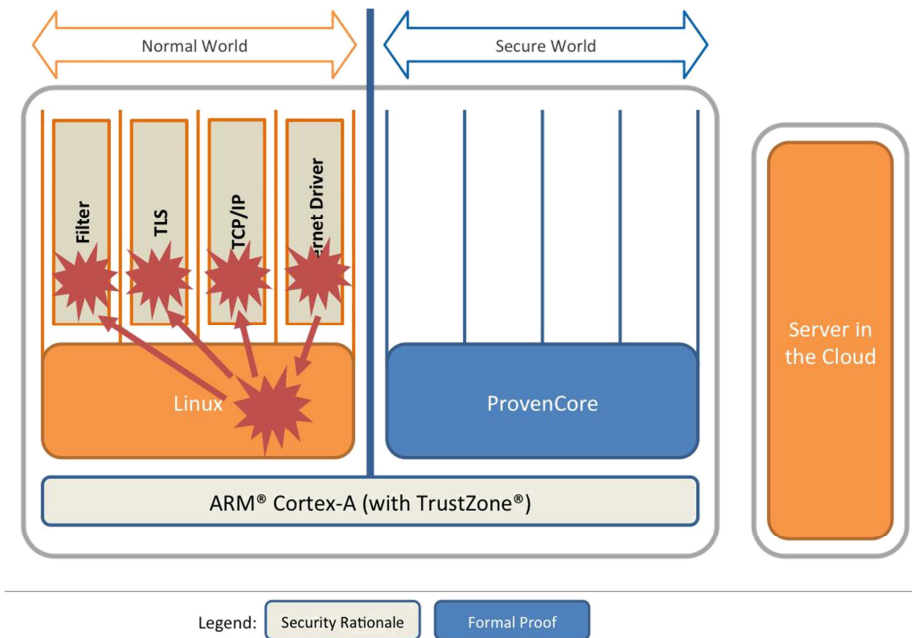 Normal World
Secure World
Filter
TLS
TCP/IP
ernet Driver
Linux
ProvenCore
Server in
the Cloud
ARM® Cortex-A (with TrustZone®)
Legend:
Security Rationale
Formal Proof